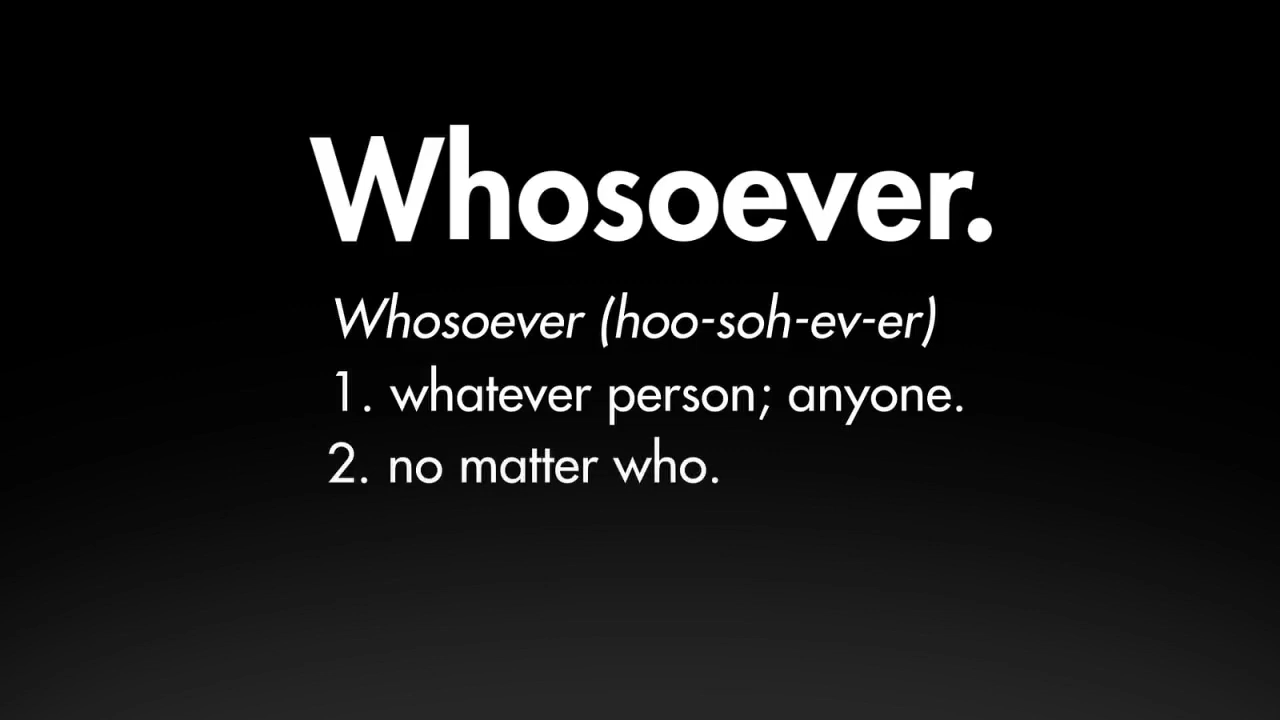 Whosoever.
Whosoever (hoo-soh-ev-er)
1. whatever person; anyone.
2. no matter who.